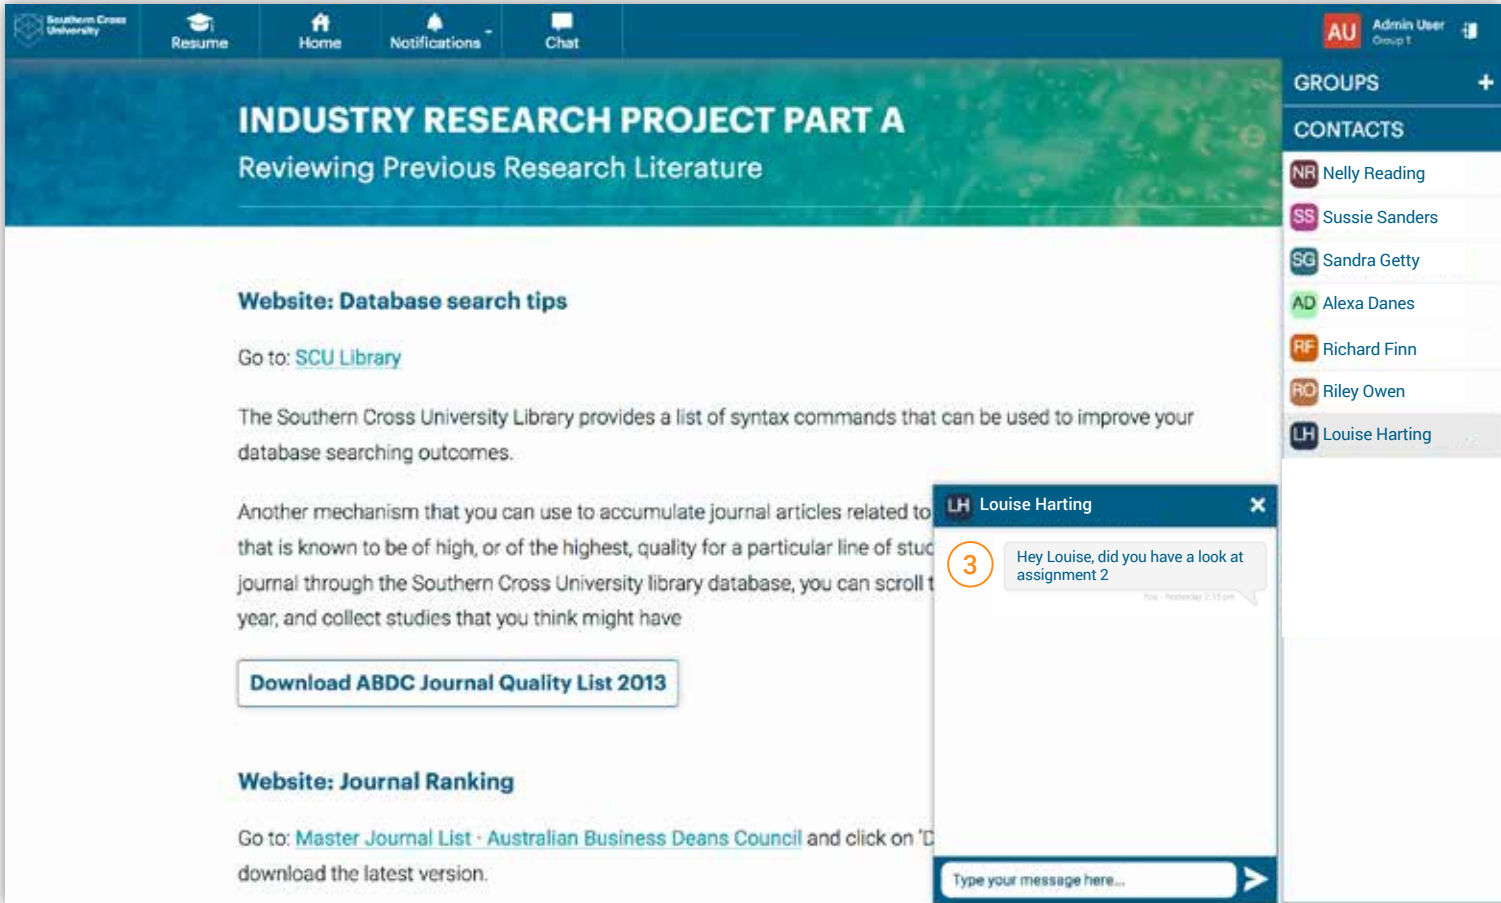 Southern Cross
University
Resume
Home
Notifications
Chat
AU
Admin User
Group 1
INDUSTRY RESEARCH PROJECT PART A
Reviewing Previous Research Literature
GROUPS +
CONTACTS
NR Nelly Reading
SS Sussie Sanders
SG Sandra Getty
AD Alexa Danes
RF Richard Finn
RO Riley Owen
LH Louise Harting
Website: Database search tips
Go to: SCU Library
The Southern Cross University Library provides a list of syntax commands that can be used to improve your
database searching outcomes.
Another mechanism that you can use to accumulate journal articles related to
that is known to be of high, or of the highest, quality for a particular line of stud
journal through the Southern Cross University library database, you can scroll t
year, and collect studies that you think might have
Download ABDC Journal Quality List 2013
Website: Journal Ranking
Go to: Master Journal List - Australian Business Deans Council and click on 'D
download the latest version.
LH Louise Harting
3
Hey Louise, did you have a look at
assignment 2
You - Yesterday 2:15 pm
Type your message here...